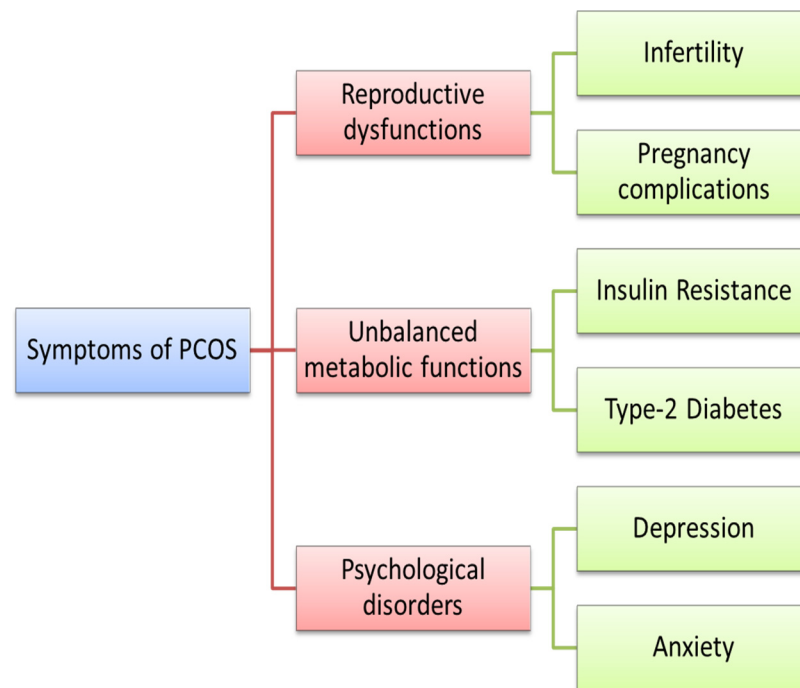 Symptoms of PCOS
Reproductive
dysfunctions
Infertility
Pregnancy
complications
Unbalanced
metabolic functions
Insulin Resistance
Type-2 Diabetes
Psychological
disorders
Depression
Anxiety